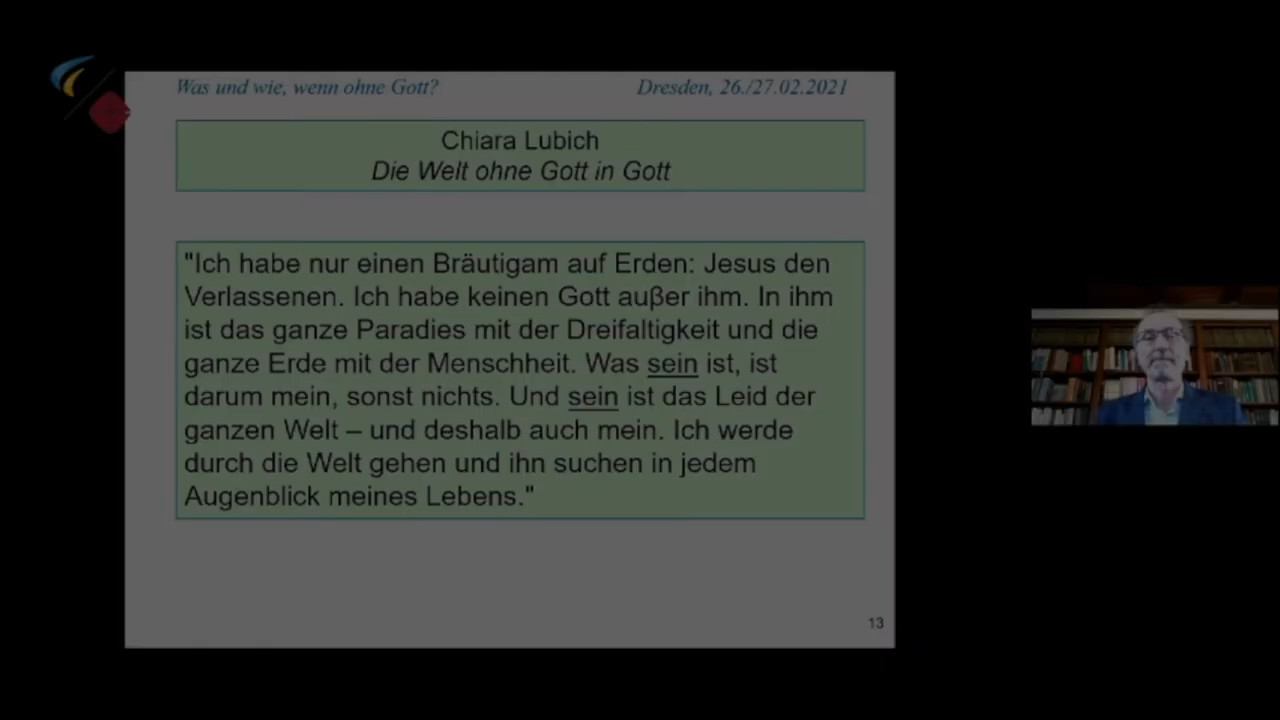 Was und wie, wenn ohne Gott? Dresden, 26./27.02.2021
Chiara Lubich
Die Welt ohne Gott in Gott
"Ich habe nur einen Bräutigam auf Erden: Jesus den
Verlassenen. Ich habe keinen Gott auβer ihm. In ihm
ist das ganze Paradies mit der Dreifaltigkeit und die
ganze Erde mit der Menschheit. Was sein ist, ist
darum mein, sonst nichts. Und sein ist das Leid der
ganzen Welt – und deshalb auch mein. Ich werde
durch die Welt gehen und ihn suchen in jedem
Augenblick meines Lebens."
13